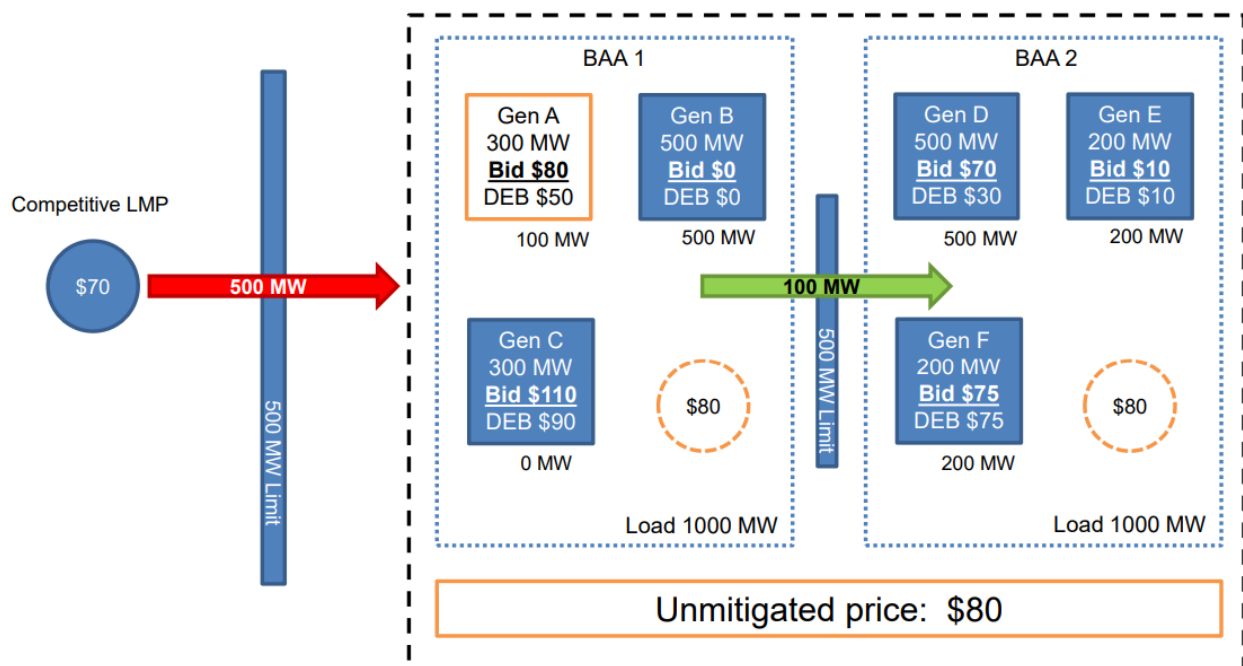 BAA 1
BAA 2
Gen A
300 MW
Bid $80
DEB $50
100 MW
Gen B
500 MW
Bid $0
DEB $0
500 MW
Gen D
500 MW
Bid $70
DEB $30
500 MW
Gen E
200 MW
Bid $10
DEB $10
200 MW
Competitive LMP
$70
500 MW
500 MW Limit
100 MW
500 MW Limit
Gen C
300 MW
Bid $110
DEB $90
0 MW
$80
Gen F
200 MW
Bid $75
DEB $75
200 MW
$80
Load 1000 MW
Load 1000 MW
Unmitigated price: $80